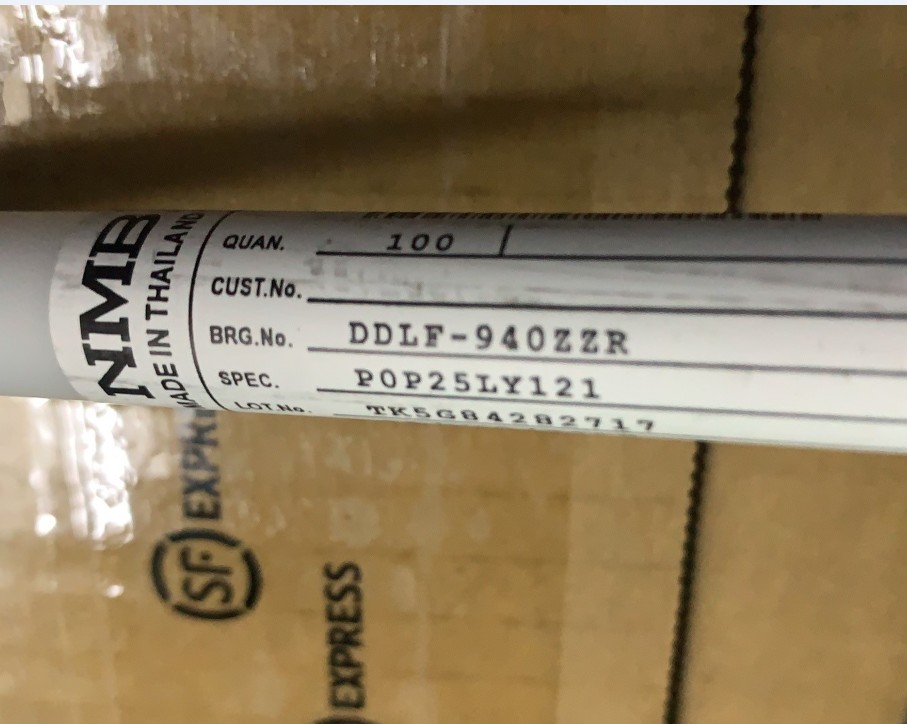 NMB
MADE IN THAILAND
QUAN. 100
CUST.No.
BRG.No. DDLF-940ZZR
SPEC. P0P25LY121
LOT.No. TK5G84282717
SF EXPRE
EXPRESS